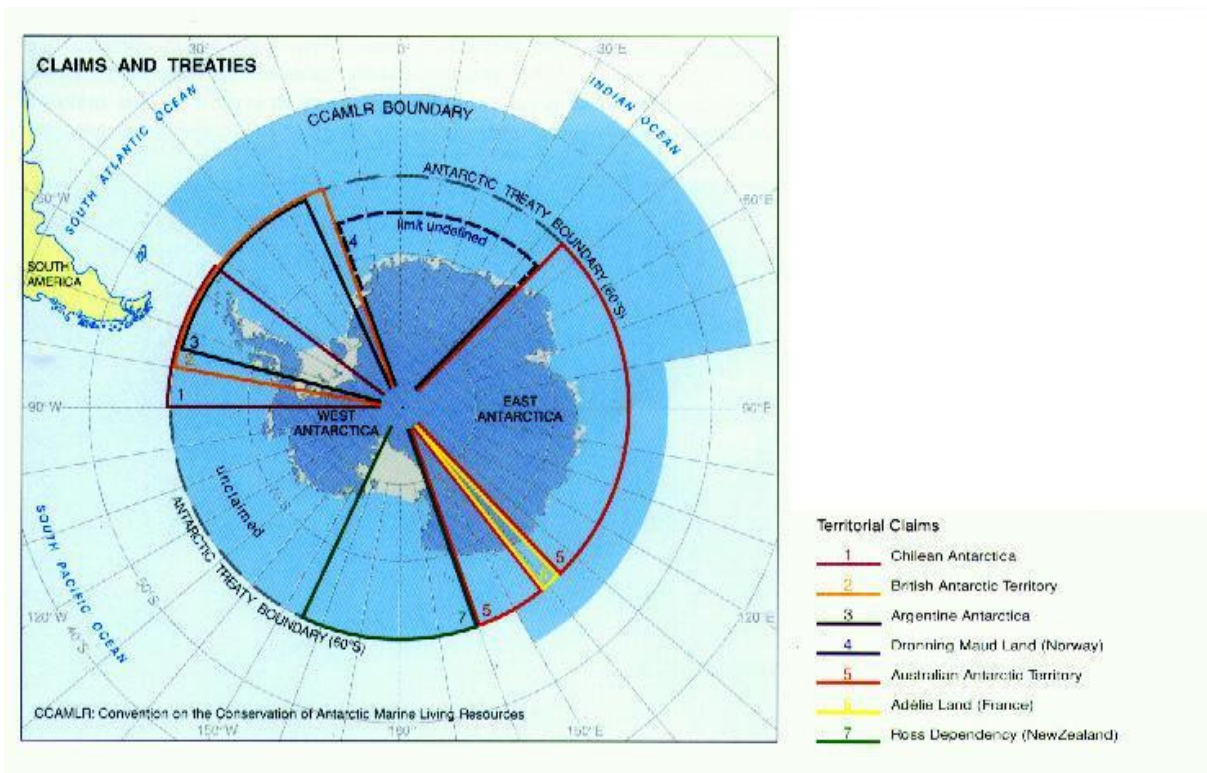 30°
0°
30°E
CLAIMS AND TREATIES
INDIAN OCEAN
SOUTH ATLANTIC OCEAN
CCAMLR BOUNDARY
ANTARCTIC TREATY BOUNDARY (60°S)
60°E
SOUTH
AMERICA
4
limit undefined
3
2
1
90° W
WEST
ANTARCTICA
EAST
ANTARCTICA
90°E
unclaimed
SOUTH PACIFIC OCEAN
ANTARCTIC TREATY BOUNDARY (60°S)
5
5
7
120°W
120°E
40°S
CCAMLR: Convention on the Conservation of Antarctic Marine Living Resources
150°W
180°
150°E
Territorial Claims
1 Chilean Antarctica
2 British Antarctic Territory
3 Argentine Antarctica
4 Dronning Maud Land (Norway)
5 Australian Antarctic Territory
6 Adélie Land (France)
7 Ross Dependency (NewZealand)